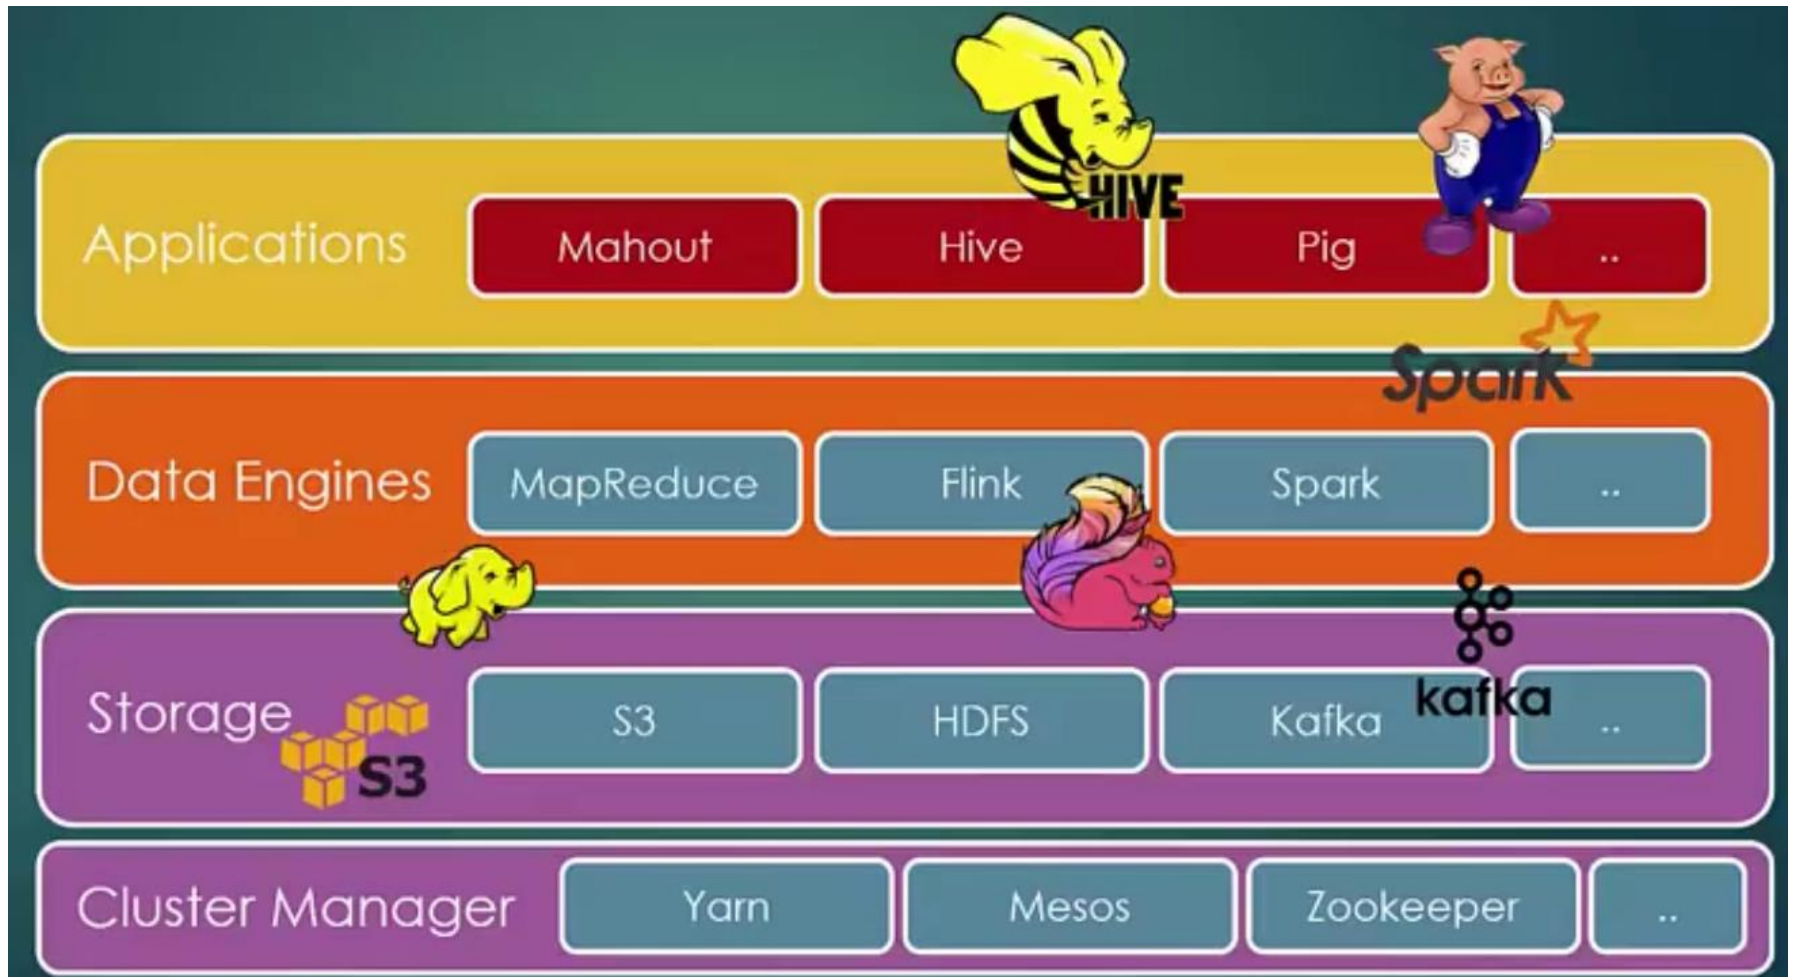 HIVE
Applications Mahout Hive Pig ..
Spark
Data Engines MapReduce Flink Spark ..
kafka
Storage S3 HDFS Kafka ..
S3
Cluster Manager Yarn Mesos Zookeeper ..